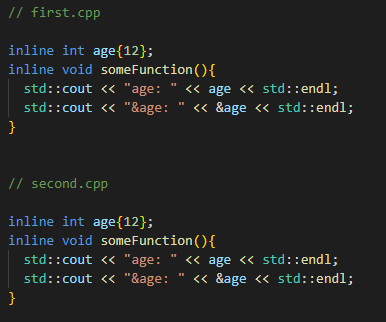 // first.cpp
inline int age{12};
inline void someFunction(){
std::cout << "age: " << age << std::endl;
std::cout << "&age: " << &age << std::endl;
}
// second.cpp
inline int age{12};
inline void someFunction(){
std::cout << "age: " << age << std::endl;
std::cout << "&age: " << &age << std::endl;
}